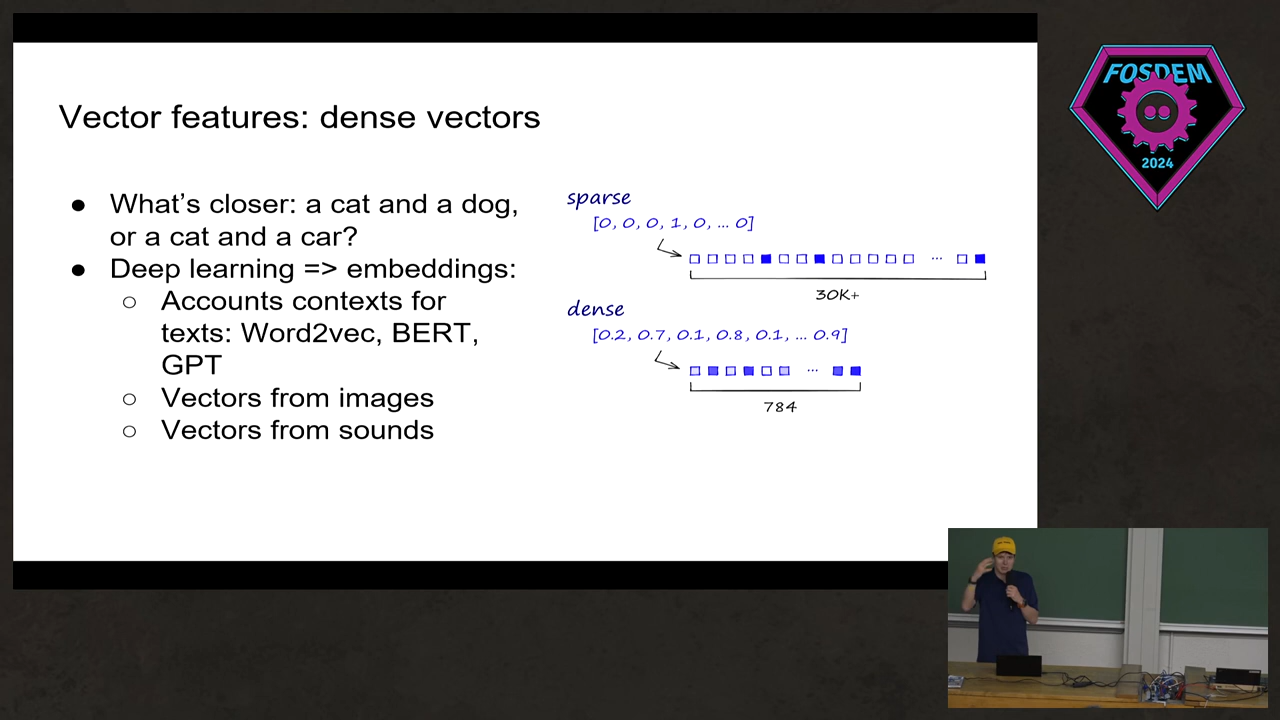 Vector features: dense vectors
● What’s closer: a cat and a dog,
or a cat and a car?
● Deep learning => embeddings:
○ Accounts contexts for
texts: Word2vec, BERT,
GPT
○ Vectors from images
○ Vectors from sounds
sparse
[0, 0, 0, 1, 0, ... 0]
...
30K+
dense
[0.2, 0.7, 0.1, 0.8, 0.1, ... 0.9]
...
784
FOSDEM
2024